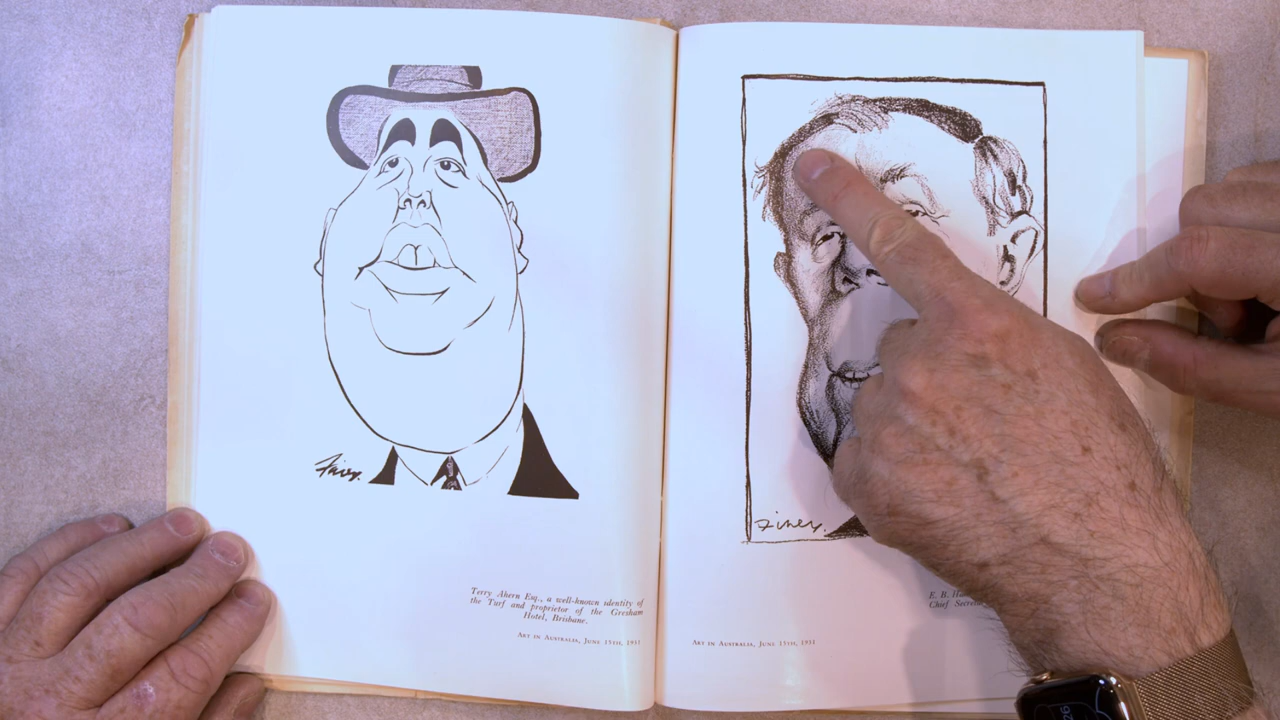 Finey.
Terry Ahern Esq., a well-known identity of
the Turf and proprietor of the Gresham
Hotel, Brisbane.
Art in Australia, June 15th, 1931
Finey.
E. B.
Chief
Art in Australia, June 15th, 1931
26